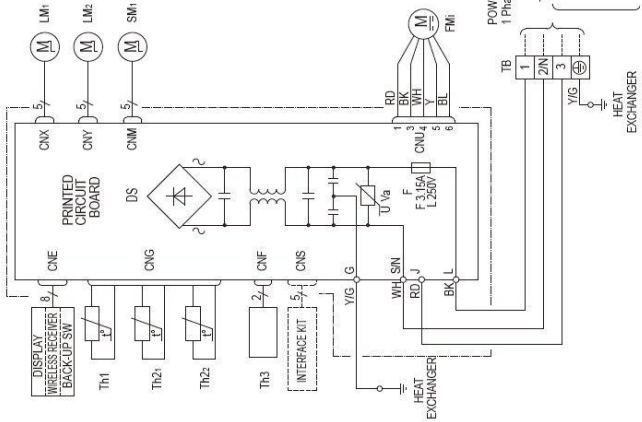 LM1
LM2
SM1
M
M
M
5
5
5
CNX
CNY
CNM
PRINTED
CIRCUIT
BOARD
DS
CNE
CNG
CNF
CNS
8
2
5
DISPLAY
WIRELESS RECEIVER
BACK-UP SW
t°
Th1
t°
Th21
t°
Th22
Th3
INTERFACE KIT
U Va
F
F 3.15A
L 250V
CNU
1
3
4
5
6
RD
BK
WH
Y
BL
M
FMi
Y/G G
WH S/N
RD J
BK L
HEAT
EXCHANGER
TB
1
2/N
3
Y/G
HEAT
EXCHANGER
1 Pha